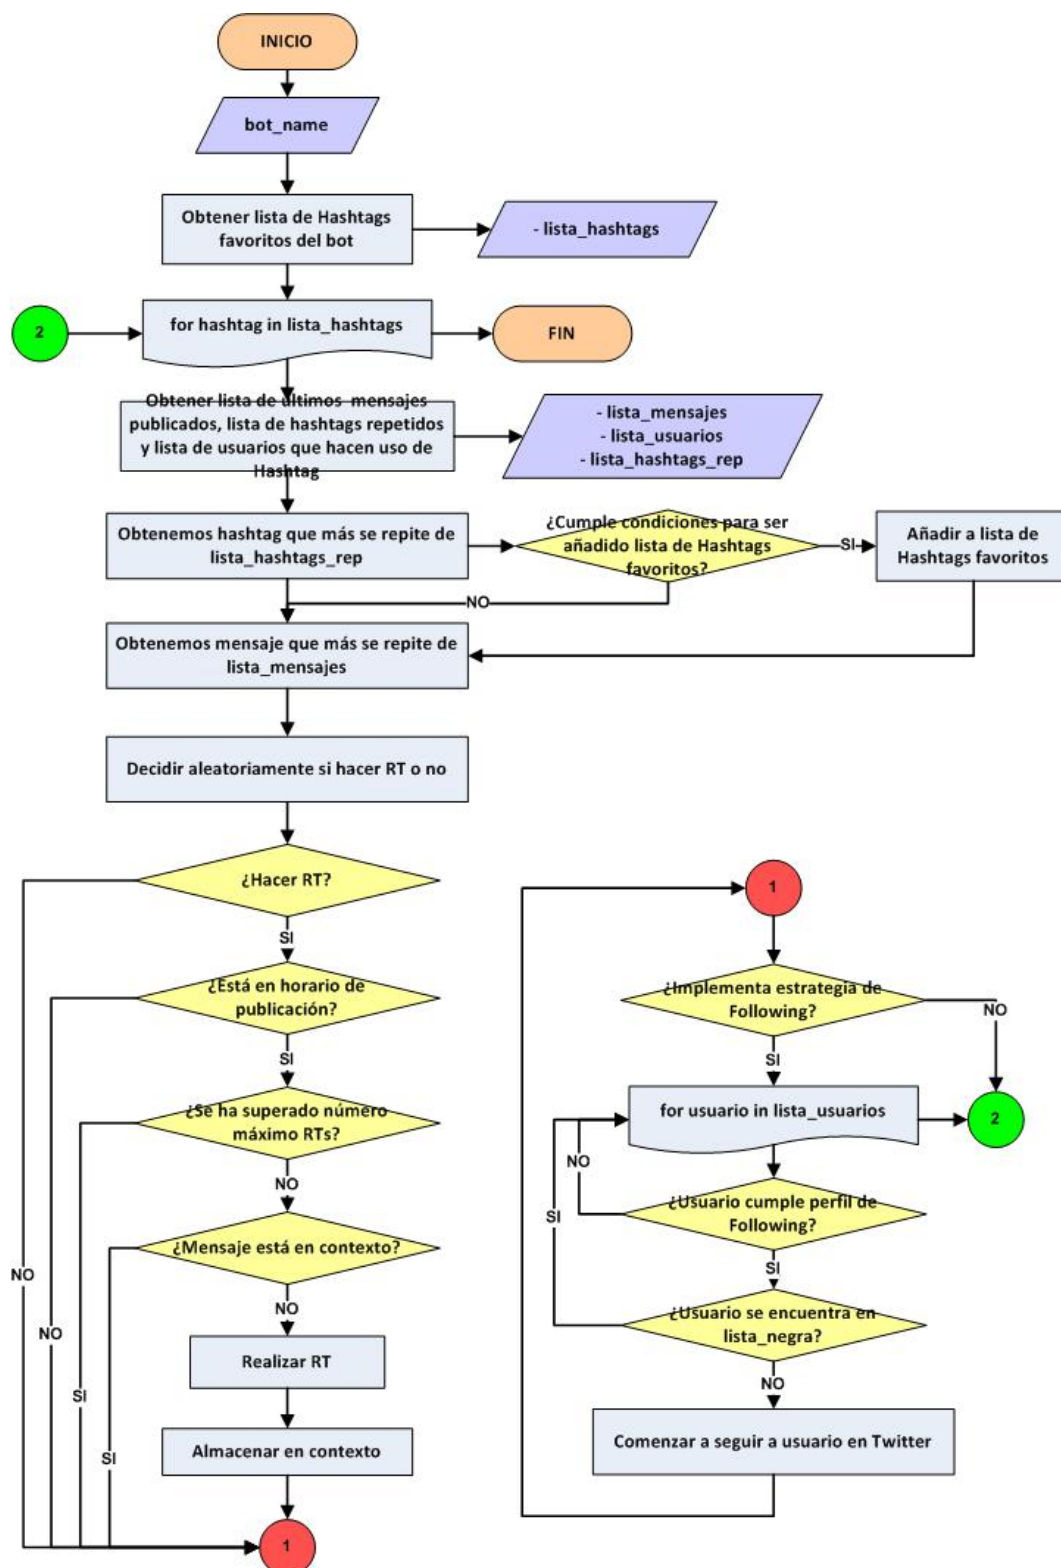 INICIO
bot_name
Obtener lista de Hashtags
favoritos del bot
- lista_hashtags
2
for hashtag in lista_hashtags
FIN
Obtener lista de últimos mensajes
publicados, lista de hashtags repetidos
y lista de usuarios que hacen uso de
Hashtag
- lista_mensajes
- lista_usuarios
- lista_hashtags_rep
Obtenemos hashtag que más se repite de
lista_hashtags_rep
¿Cumple condiciones para ser
añadido lista de Hashtags
favoritos?
SI
Añadir a lista de
Hashtags favoritos
NO
Obtenemos mensaje que más se repite de
lista_mensajes
Decidir aleatoriamente si hacer RT o no
¿Hacer RT?
SI
¿Está en horario de
publicación?
SI
¿Se ha superado número
máximo RTs?
NO
¿Mensaje está en contexto?
NO
NO
NO
SI
SI
Realizar RT
Almacenar en contexto
1
1
¿Implementa estrategia de
Following?
NO
SI
for usuario in lista_usuarios
2
NO
SI
¿Usuario cumple perfil de
Following?
SI
¿Usuario se encuentra en
lista_negra?
NO
Comenzar a seguir a usuario en Twitter